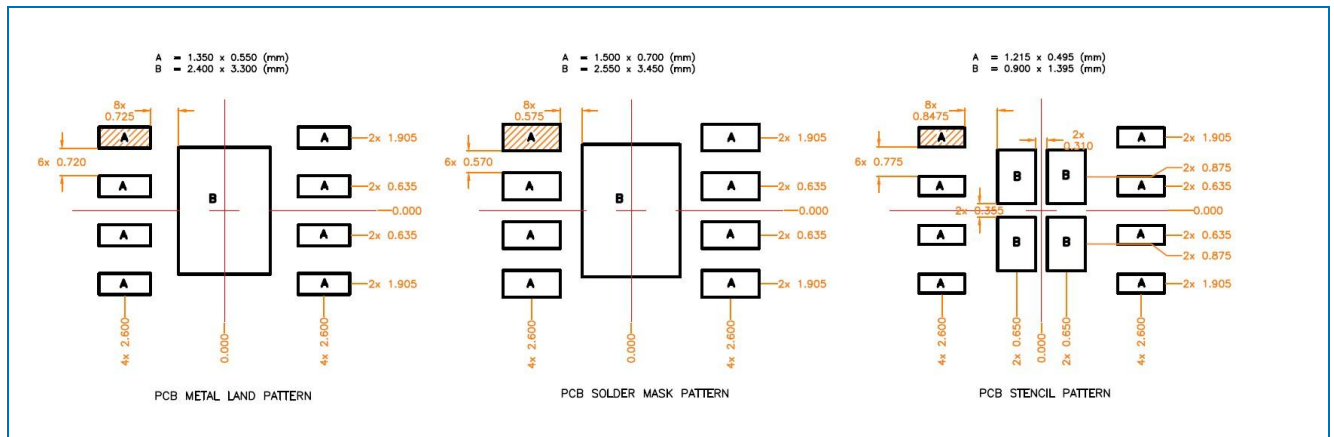 A = 1.350 x 0.550 (mm)
B = 2.400 x 3.300 (mm)
8x
0.725
A
A
2x 1.905
6x 0.720
A
A
2x 0.635
B
0.000
A
A
2x 0.635
A
A
2x 1.905
4x 2.600
0.000
4x 2.600
PCB METAL LAND PATTERN
A = 1.500 x 0.700 (mm)
B = 2.550 x 3.450 (mm)
8x
0.575
A
A
2x 1.905
6x 0.570
A
A
2x 0.635
B
0.000
A
A
2x 0.635
A
A
2x 1.905
4x 2.600
0.000
4x 2.600
PCB SOLDER MASK PATTERN
A = 1.215 x 0.495 (mm)
B = 0.900 x 1.395 (mm)
8x
0.8475
2x
0.310
A
A
2x 1.905
6x 0.775
B
B
2x 0.875
A
A
2x 0.635
2x 0.355
0.000
A
A
2x 0.635
B
B
2x 0.875
A
A
2x 1.905
4x 2.600
2x 0.650
0.000
2x 0.650
4x 2.600
PCB STENCIL PATTERN